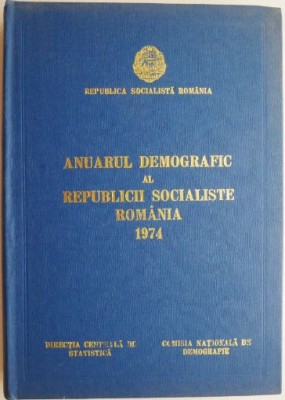 REPUBLICA SOCIALISTĂ ROMÂNIA
ANUARUL DEMOGRAFIC
AL
REPUBLICII SOCIALISTE
ROMÂNIA
1974
DIRECȚIA CENTRALĂ DE
STATISTICĂ
COMISIA NAȚIONALĂ DE
DEMOGRAFIE